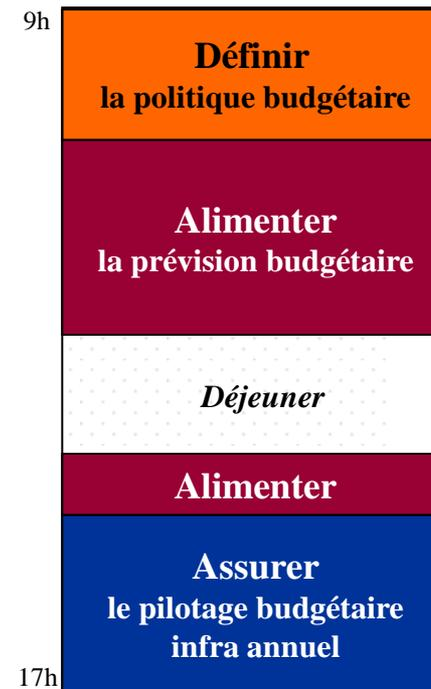 9h
Définir
la politique budgétaire
Alimenter
la prévision budgétaire
Déjeuner
Alimenter
Assurer
le pilotage budgétaire
infra annuel
17h